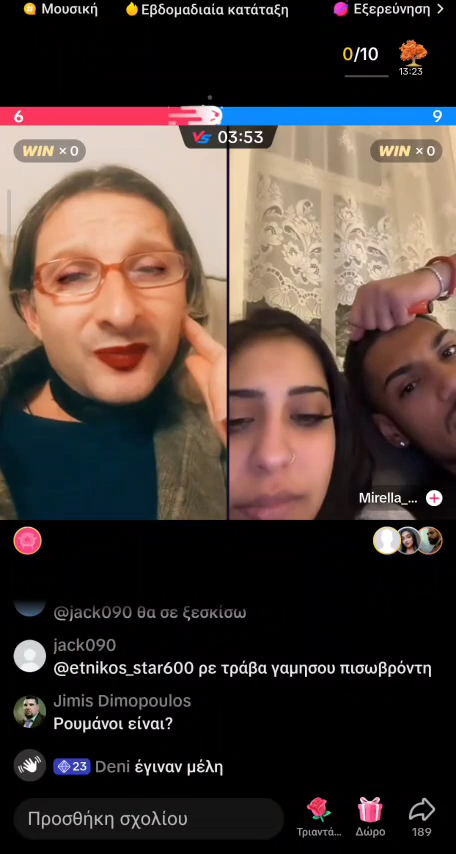 Μουσική
Εβδομαδιαία κατάταξη
Εξερεύνηση >
0/10
13:23
6
9
VS 03:53
WIN × 0
WIN × 0
Mirella_...
@jack090 θα σε ξεσκίσω
jack090
@etnikos_star600 ρε τράβα γαμησου πισωβρόντη
Jimis Dimopoulos
Ρουμάνοι είναι?
23 Deni έγιναν μέλη
Προσθήκη σχολίου
Τριαντά...
Δώρο
189